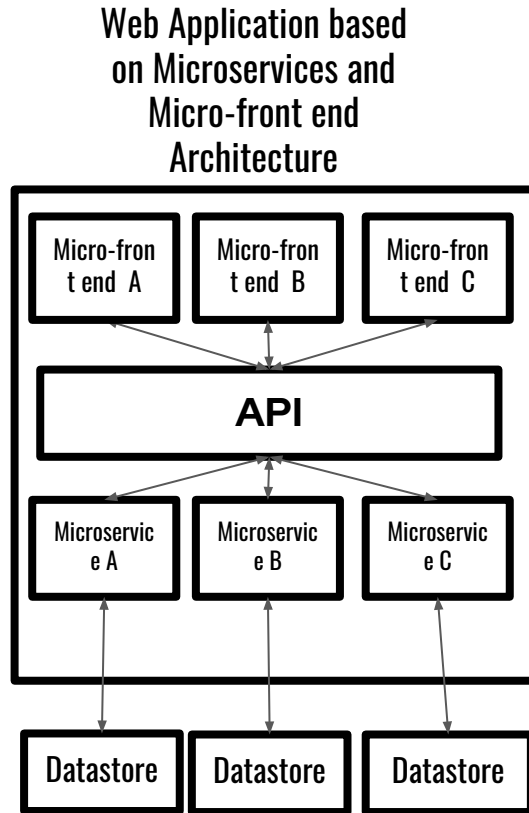 Web Application based
on Microservices and
Micro-front end
Architecture
Micro-fron
t end A
Micro-fron
t end B
Micro-fron
t end C
API
Microservic
e A
Microservic
e B
Microservic
e C
Datastore
Datastore
Datastore